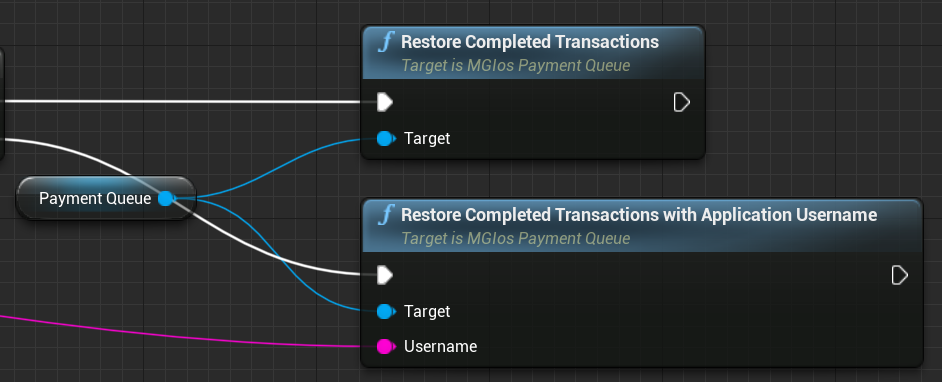 f Restore Completed Transactions
Target is MGIos Payment Queue
Target
Payment Queue
f Restore Completed Transactions with Application Username
Target is MGIos Payment Queue
Target
Username